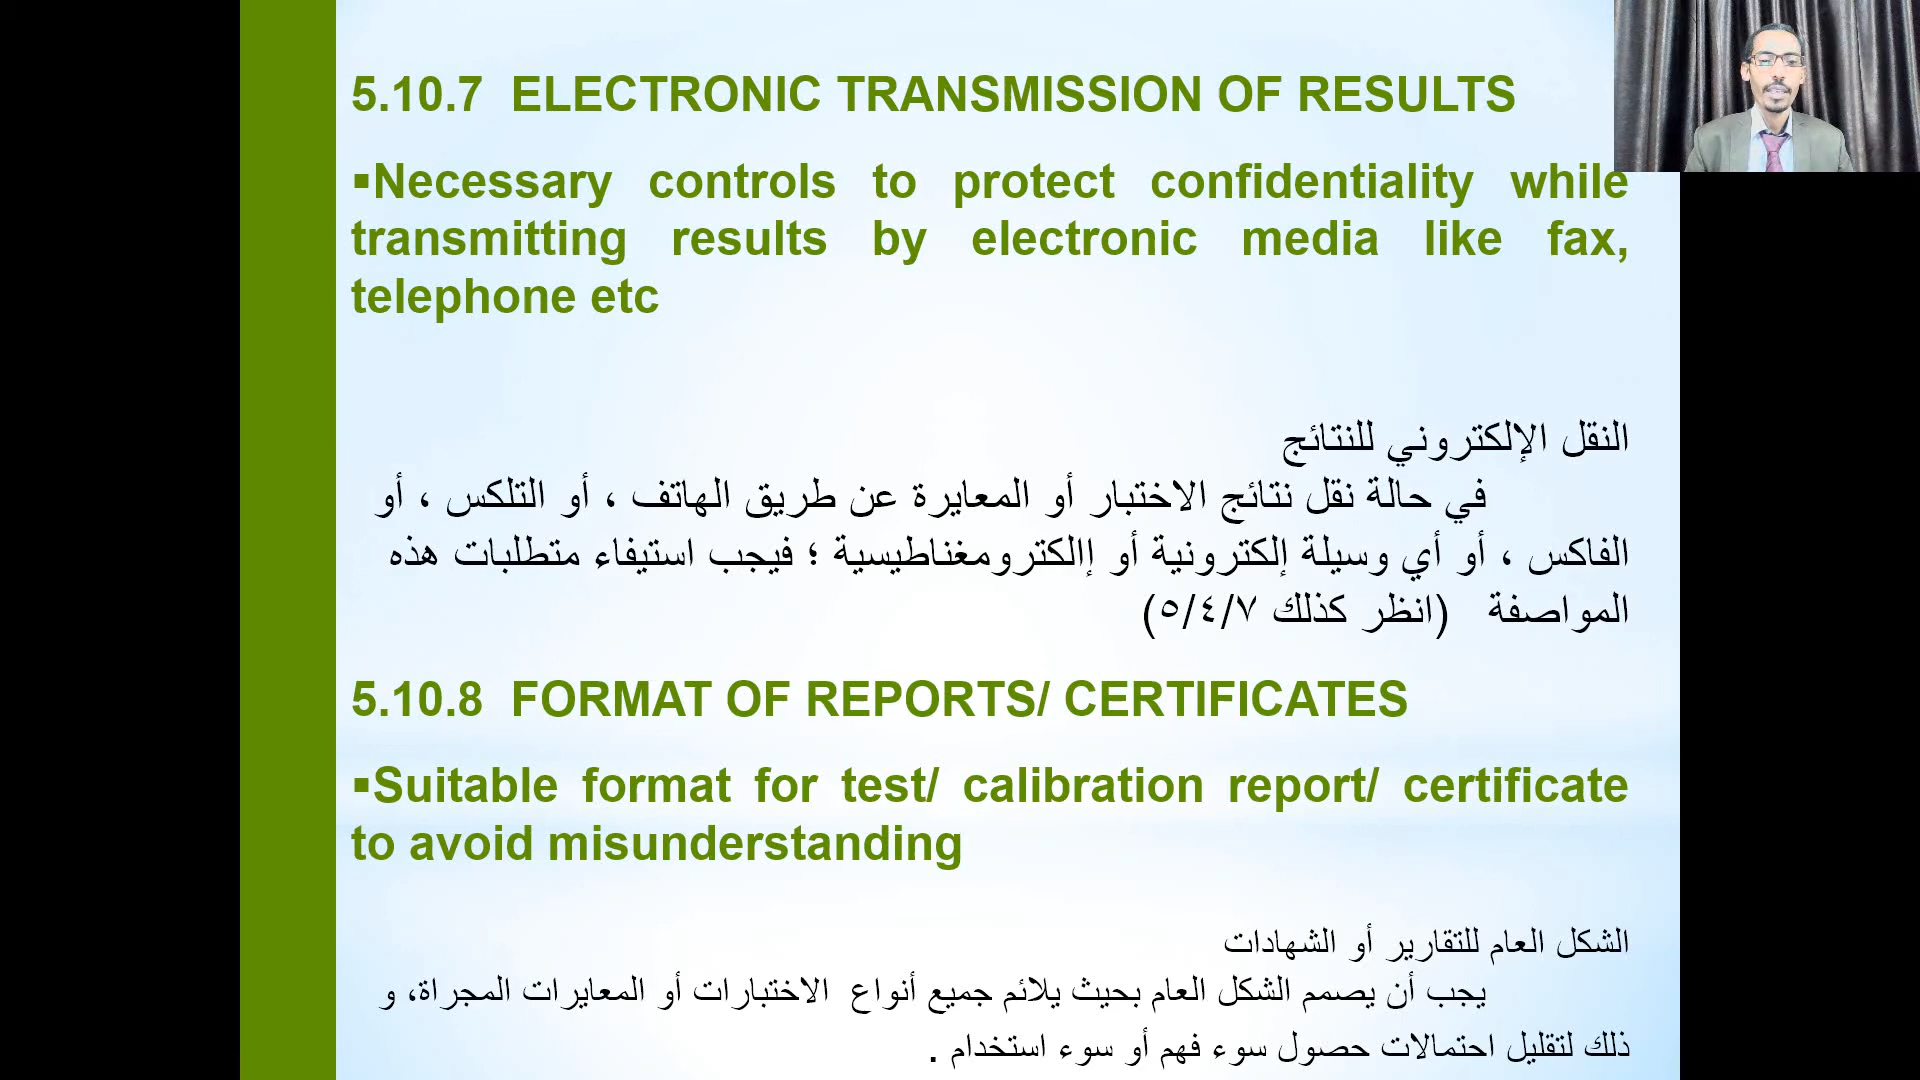 5.10.7 ELECTRONIC TRANSMISSION OF RESULTS
▪Necessary controls to protect confidentiality while
transmitting results by electronic media like fax,
telephone etc
النقل الإلكتروني للنتائج
في حالة نقل نتائج الاختبار أو المعايرة عن طريق الهاتف ، أو التلكس ، أو
الفاكس ، أو أي وسيلة إلكترونية أو إالكترومغناطيسية ؛ فيجب استيفاء متطلبات هذه
المواصفة (انظر كذلك ٥/٤/٧)
5.10.8 FORMAT OF REPORTS/ CERTIFICATES
▪Suitable format for test/ calibration report/ certificate
to avoid misunderstanding
الشكل العام للتقارير أو الشهادات
يجب أن يصمم الشكل العام بحيث يلائم جميع أنواع الاختبارات أو المعايرات المجراة، و
ذلك لتقليل احتمالات حصول سوء فهم أو سوء استخدام .